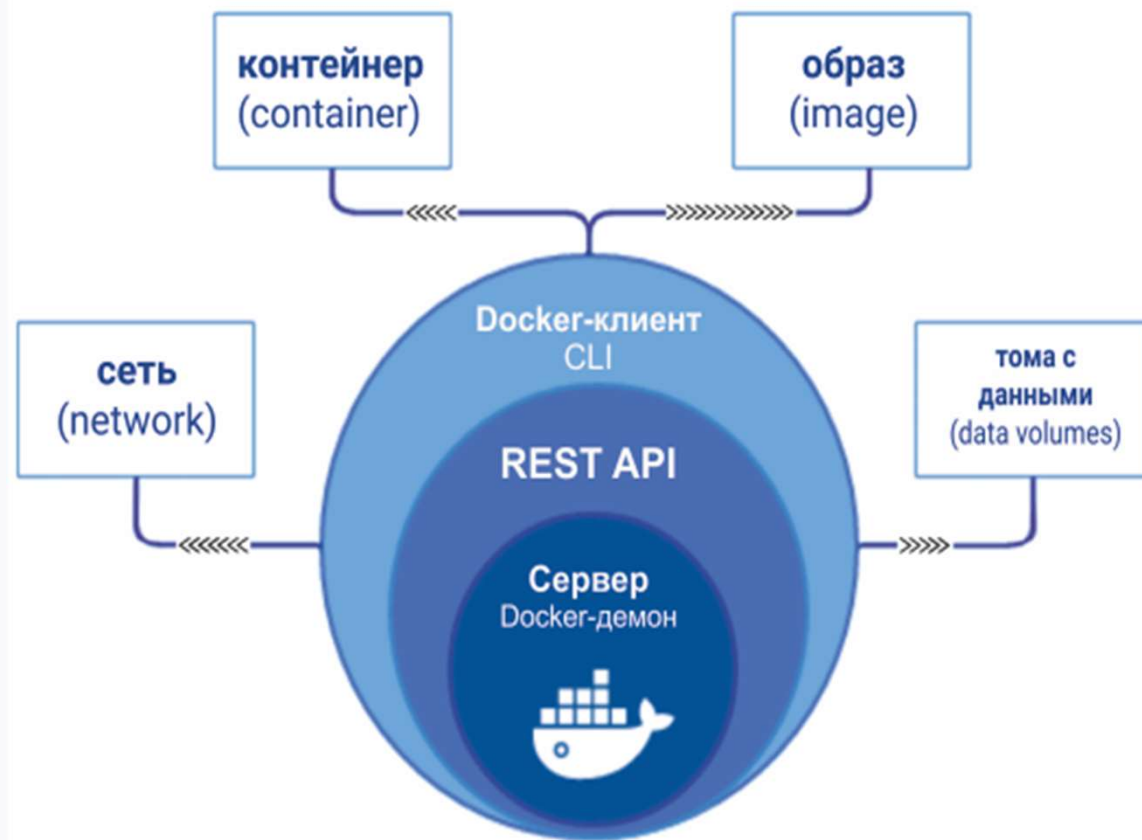 контейнер
(container)
образ
(image)
сеть
(network)
Docker-клиент
CLI
тома с
данными
(data volumes)
REST API
Сервер
Docker-демон